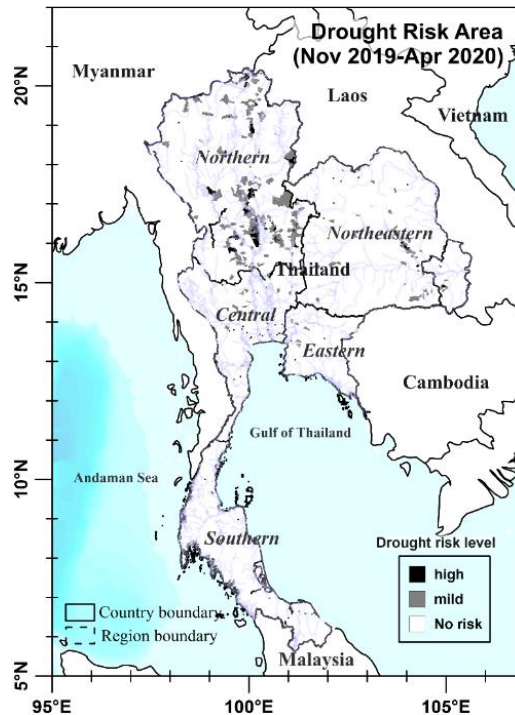 Drought Risk Area
(Nov 2019-Apr 2020)
Myanmar
Laos
Vietnam
Northern
Northeastern
Thailand
Central
Eastern
Cambodia
Gulf of Thailand
Andaman Sea
Southern
Drought risk level
high
mild
No risk
Country boundary
Region boundary
Malaysia
20°N
15°N
10°N
5°N
95°E
100°E
105°E